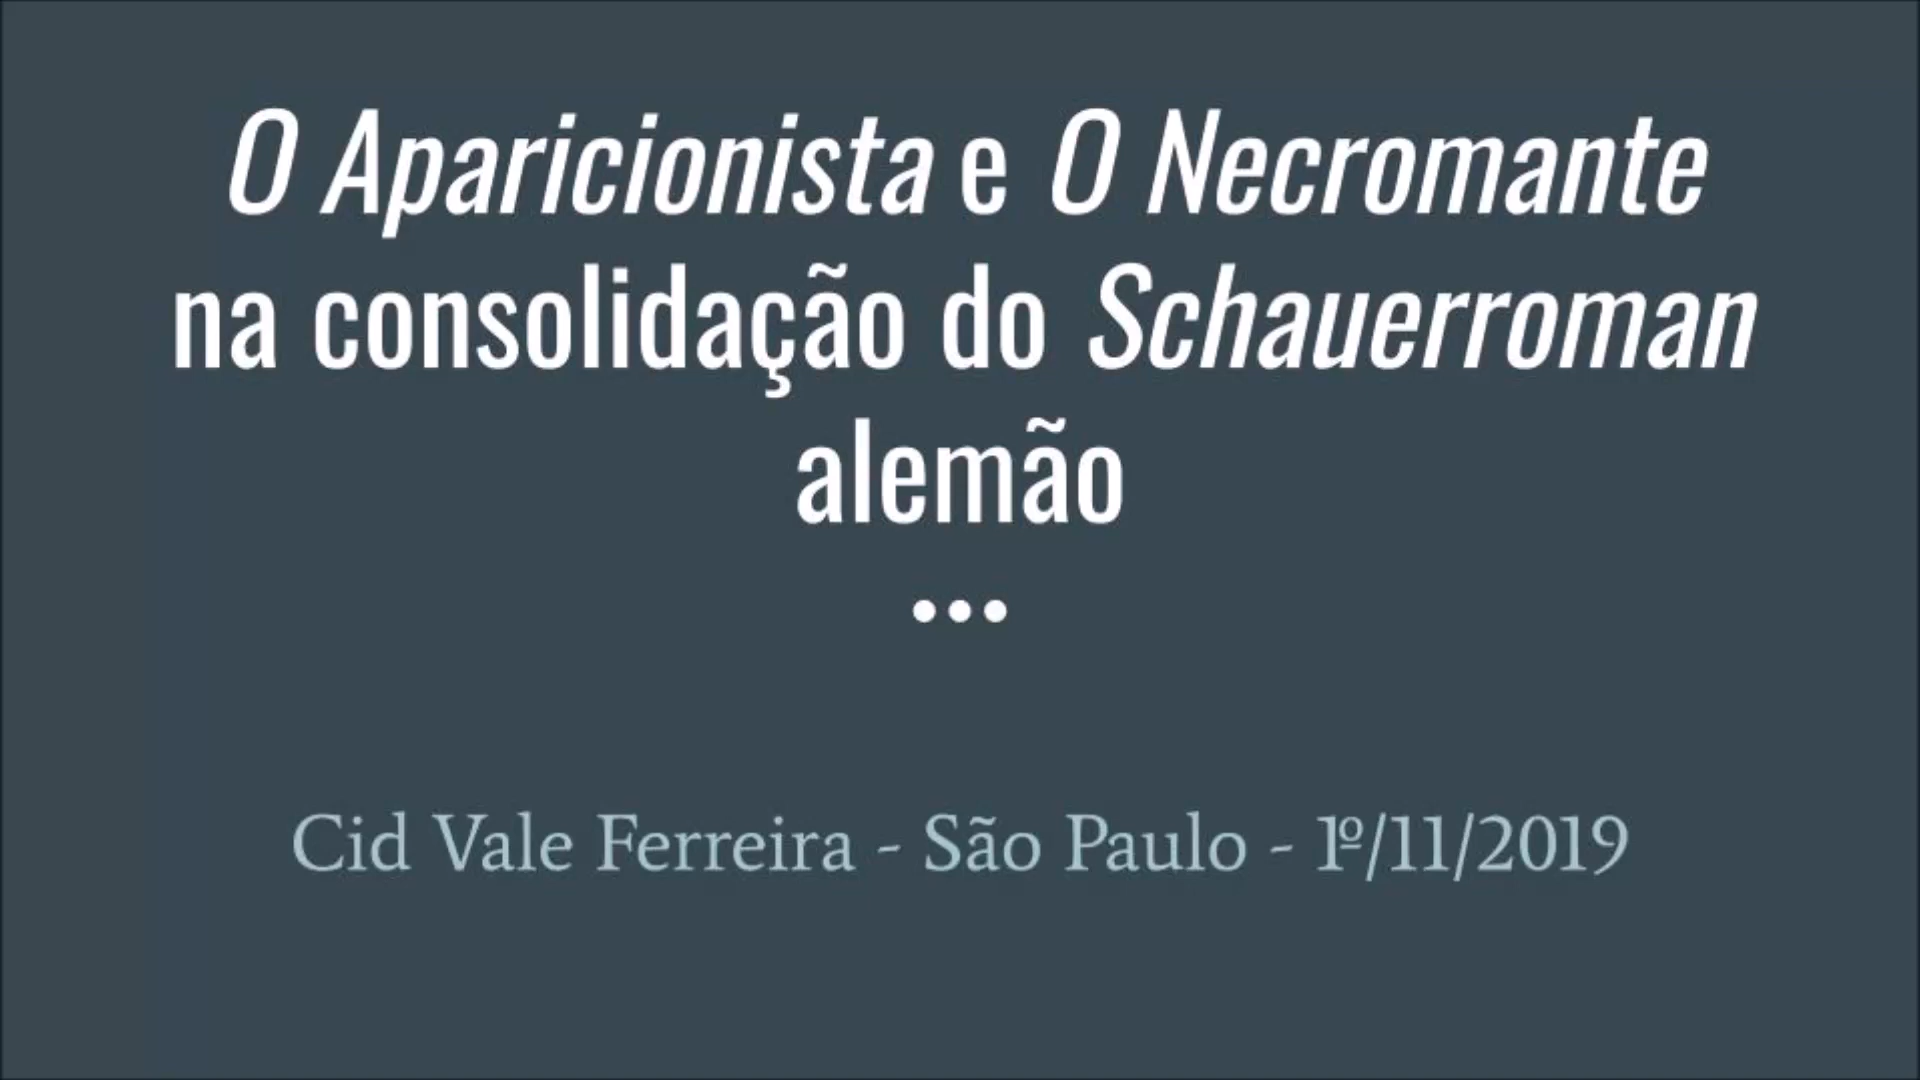 O Aparicionista e O Necromante
na consolidação do Schauerroman
alemão
Cid Vale Ferreira - São Paulo - 1º/11/2019